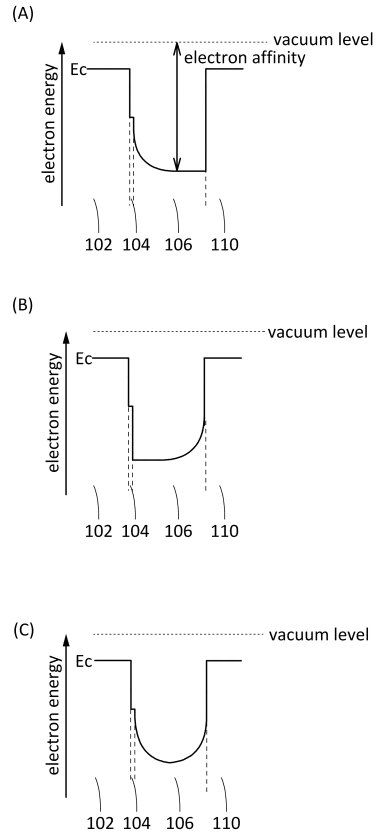 (A)
vacuum level
electron affinity
Ec
electron energy
102 104 106 110
(B)
vacuum level
Ec
electron energy
102 104 106 110
(C)
vacuum level
Ec
electron energy
102 104 106 110